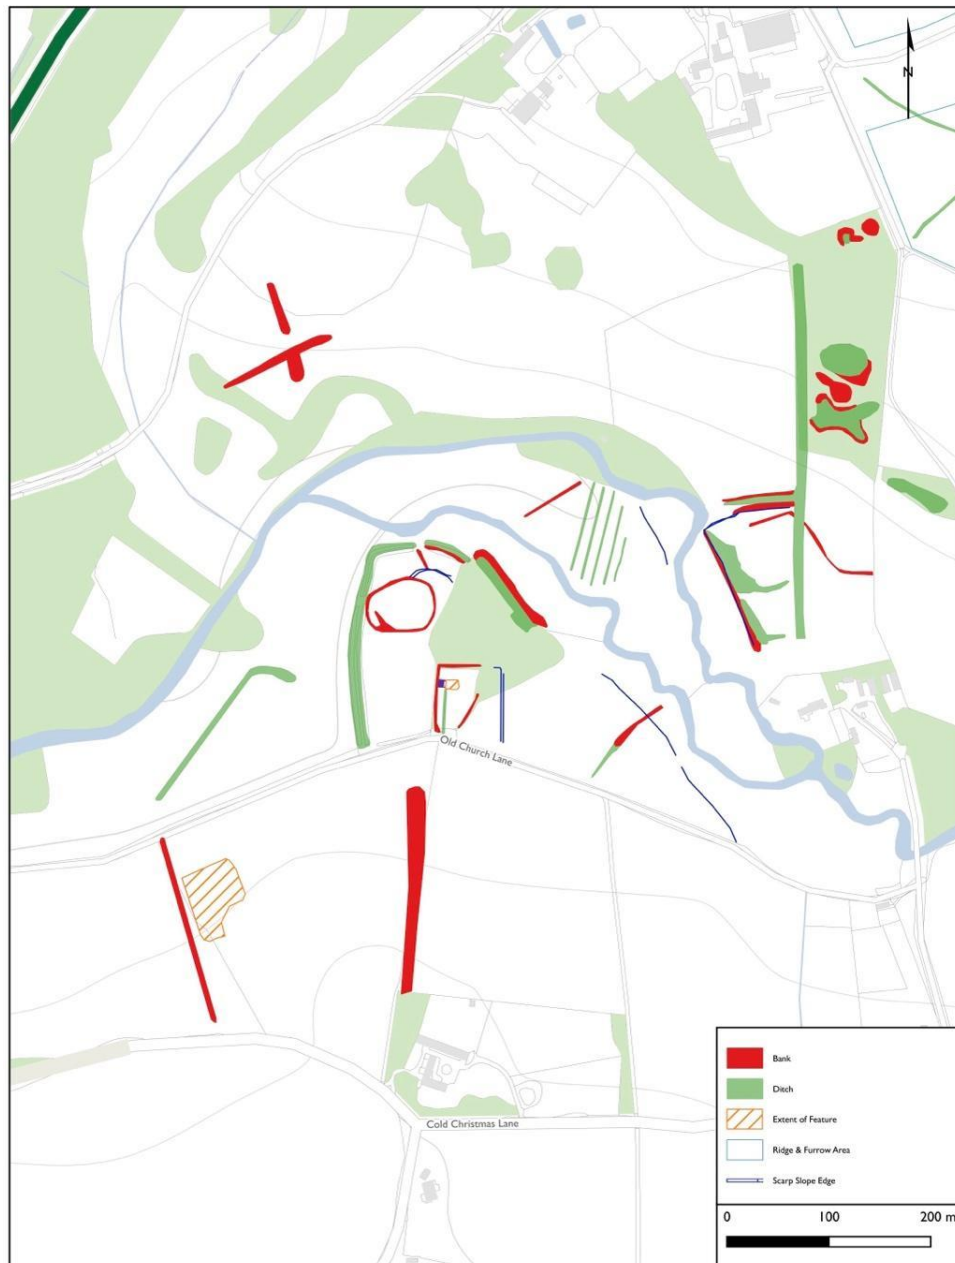 N
Old Church Lane
Cold Christmas Lane
Bank
Ditch
Extent of Feature
Ridge & Furrow Area
Scarp Slope Edge
0 100 200 m